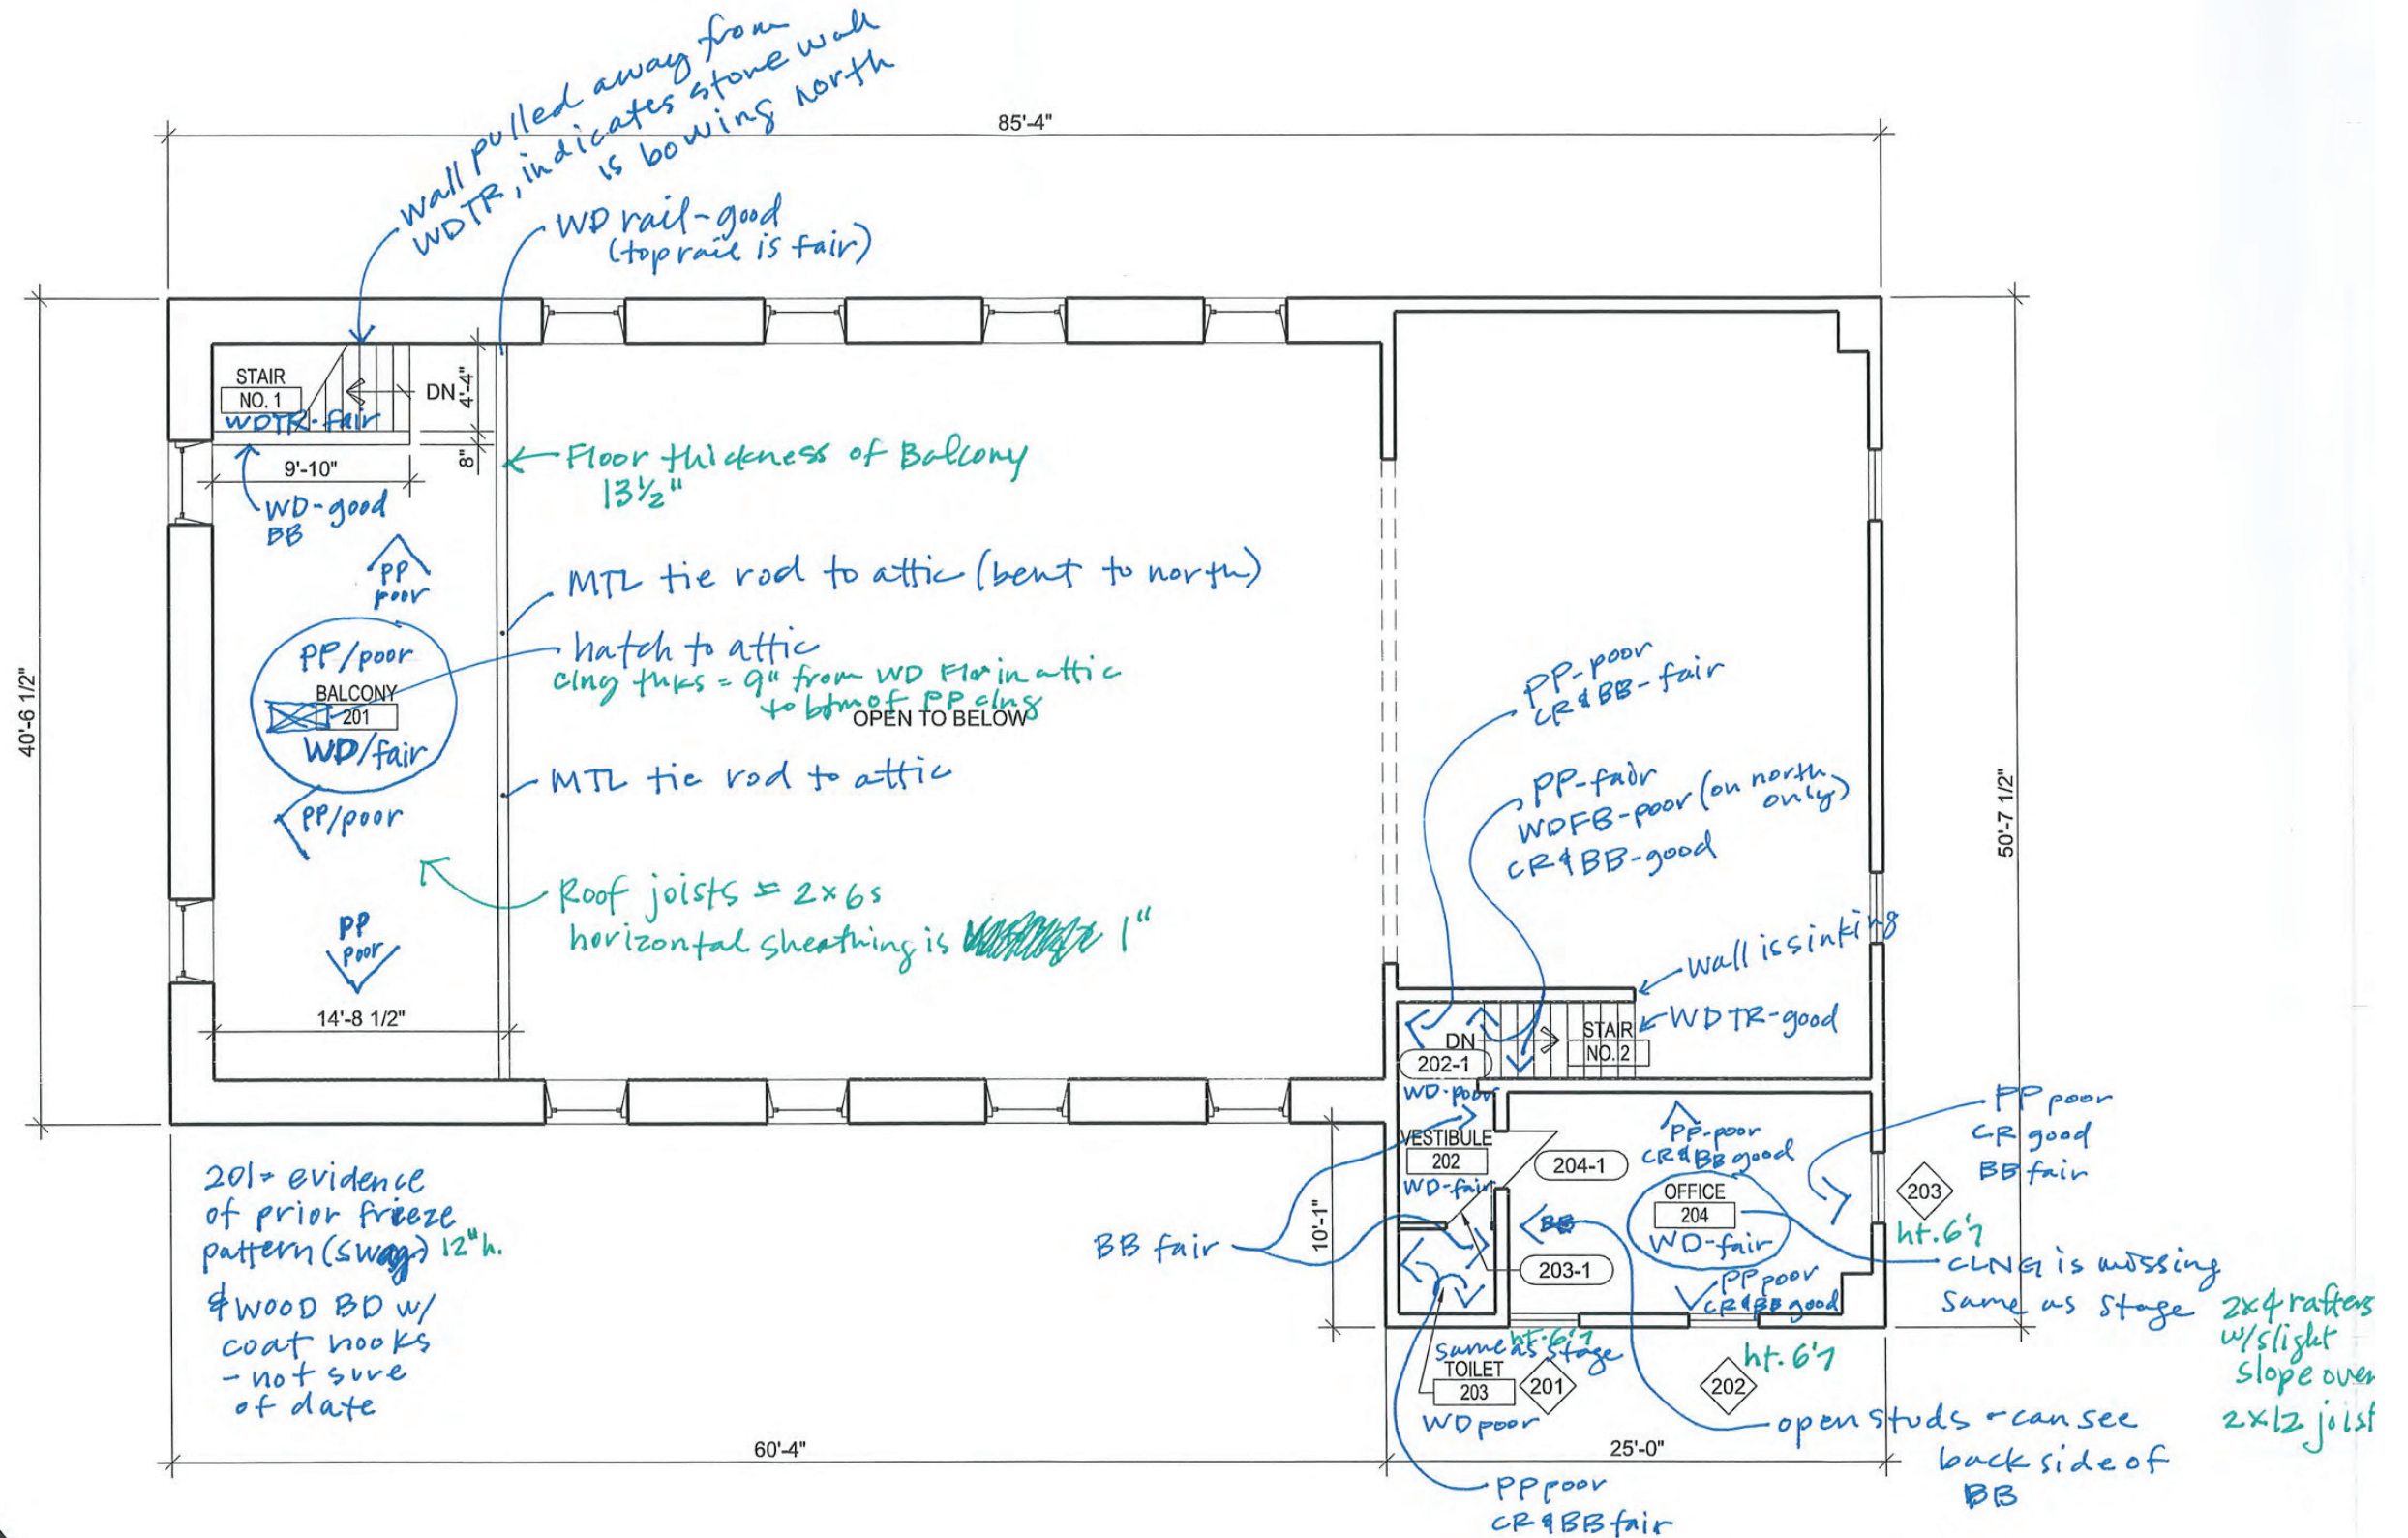 wall pulled away from
WDTR, indicates stone wall
is bowing north
85'-4"
WD rail-good
(top rail is fair)
STAIR
NO. 1
WDTR-fair
DN
4'-4"
8"
9'-10"
WD-good
BB
Floor thickness of Balcony
13½"
PP
poor
MTL tie rod to attic (bent to north)
PP/poor
BALCONY
201
WD/fair
hatch to attic
clng thks = 9" from WD Flor in attic
to btm of PP clng
OPEN TO BELOW
40'-6 1/2"
MTL tie rod to attic
PP/poor
Roof joists = 2x6s
horizontal sheathing is 1"
PP
poor
14'-8 1/2"
PP-poor
CR & BB-fair
PP-fair
WDFB-poor (on north
only)
CR & BB-good
50'-7 1/2"
wall is sinking
WDTR-good
STAIR
NO. 2
DN
202-1
WD-poor
VESTIBULE
202
WD-fair
204-1
PP-poor
CR & BB good
OFFICE
204
WD-fair
PP poor
CR & BB good
BB
203-1
PP poor
CR good
BB fair
203
ht. 6'7
CLNG is missing
same as stage
2x4 rafters
w/slight
slope over
2x12 joist
BB fair
10'-1"
201= evidence
of prior frieze
pattern (swag) 12"h.
& WOOD BD w/
coat hooks
- not sure
of date
ht. 6'7
same as stage
TOILET
203
201
WD poor
ht. 6'7
202
open studs - can see
back side of
BB
60'-4"
25'-0"
PP poor
CR & BB fair